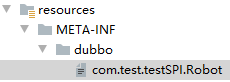 resources
META-INF
dubbo
com.test.testSPI.Robot